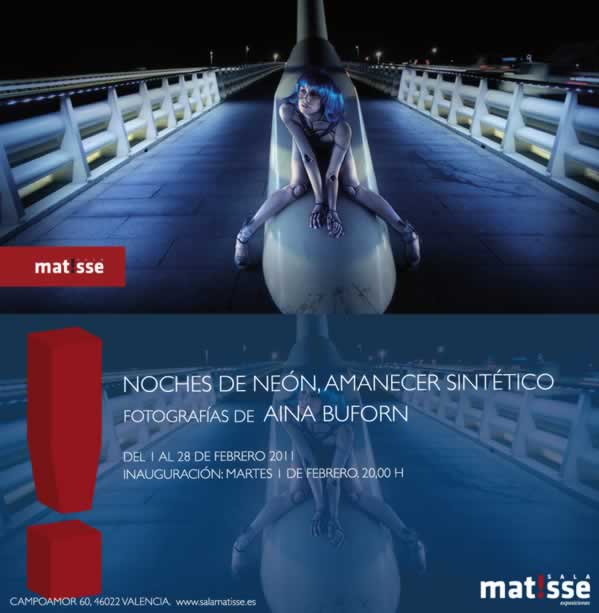 mat!sse
SALA
NOCHES DE NEÓN, AMANECER SINTÉTICO
FOTOGRAFÍAS DE AINA BUFORN
DEL 1 AL 28 DE FEBRERO 2011
INAUGURACIÓN: MARTES 1 DE FEBRERO. 20,00 H
SALA
mat!sse
exposiciones
CAMPOAMOR 60, 46022 VALENCIA. www.salamatisse.es